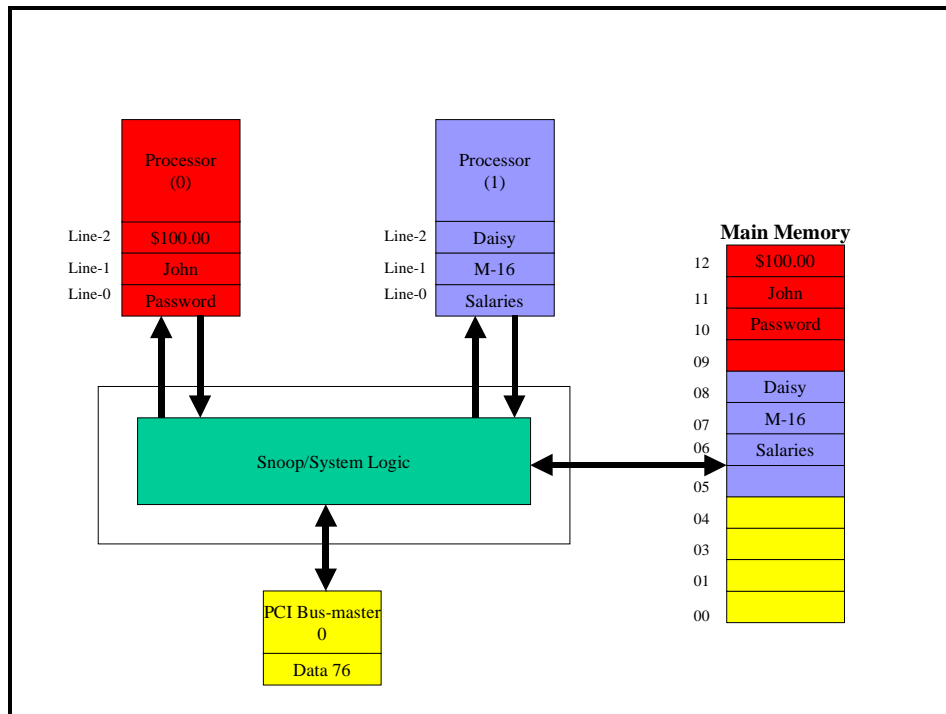 Processor
(0)
Line-2
$100.00
Line-1
John
Line-0
Password
Processor
(1)
Line-2
Daisy
Line-1
M-16
Line-0
Salaries
Main Memory
12
$100.00
11
John
10
Password
09
08
Daisy
07
M-16
06
Salaries
05
04
03
01
00
Snoop/System Logic
PCI Bus-master
0
Data 76